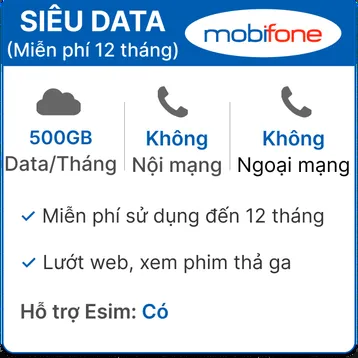 SIÊU DATA
(Miễn phí 12 tháng)
mobifone
500GB
Data/Tháng
Không
Nội mạng
Không
Ngoại mạng
✓ Miễn phí sử dụng đến 12 tháng
✓ Lướt web, xem phim thả ga
Hỗ trợ Esim: Có